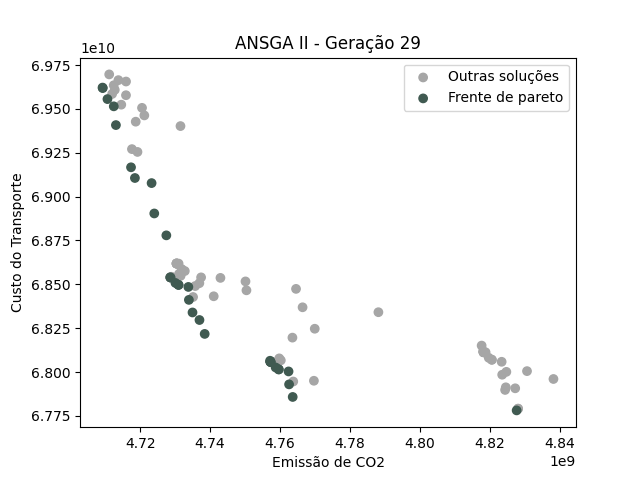 ANSGA II - Geração 29
1e10
6.975
6.950
6.925
6.900
6.875
6.850
6.825
6.800
6.775
Custo do Transporte
Outras soluções
Frente de pareto
4.72 4.74 4.76 4.78 4.80 4.82 4.84
Emissão de CO2
1e9